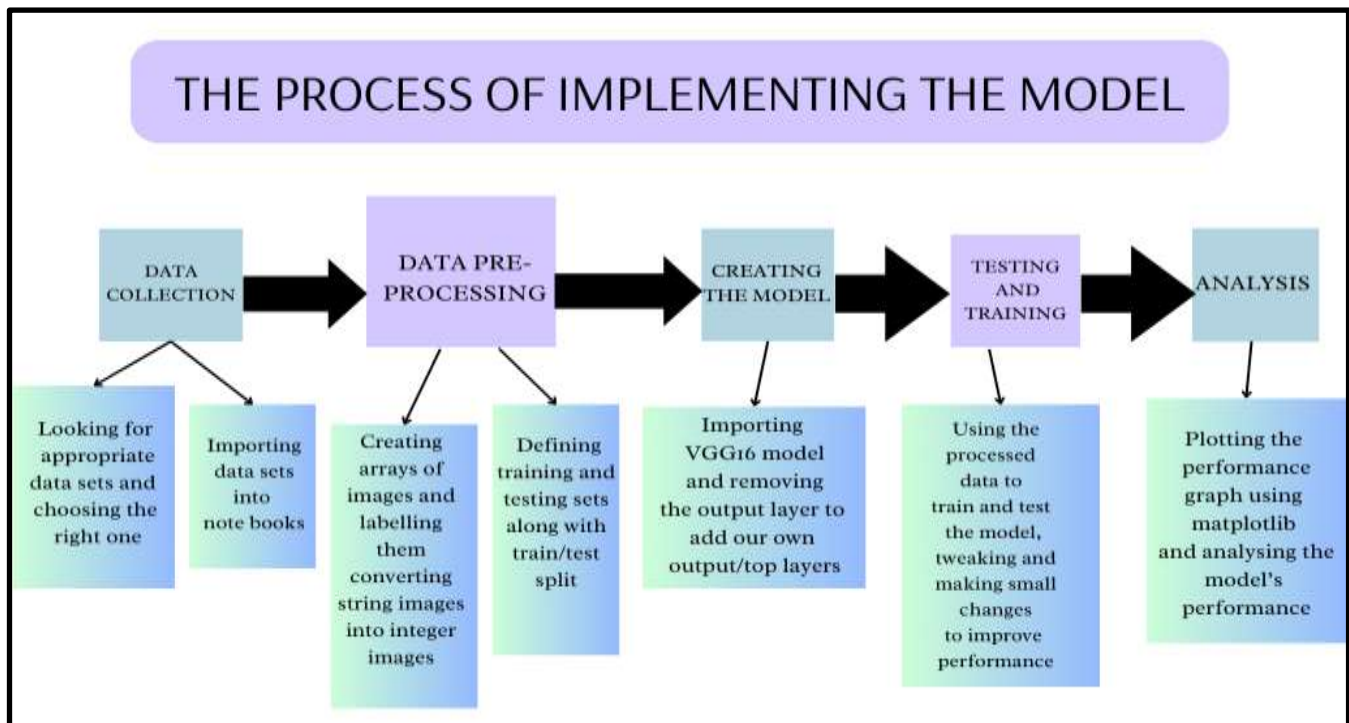 THE PROCESS OF IMPLEMENTING THE MODEL
DATA
COLLECTION
DATA PRE-
PROCESSING
CREATING
THE MODEL
TESTING
AND
TRAINING
ANALYSIS
Looking for
appropriate
data sets and
choosing the
right one
Importing
data sets
into
note books
Creating
arrays of
images and
labelling
them
converting
string images
into integer
images
Defining
training and
testing sets
along with
train/test
split
Importing
VGG16 model
and removing
the output layer to
add our own
output/top layers
Using the
processed
data to
train and test
the model,
tweaking and
making small
changes
to improve
performance
Plotting the
performance
graph using
matplotlib
and analysing the
model's
performance